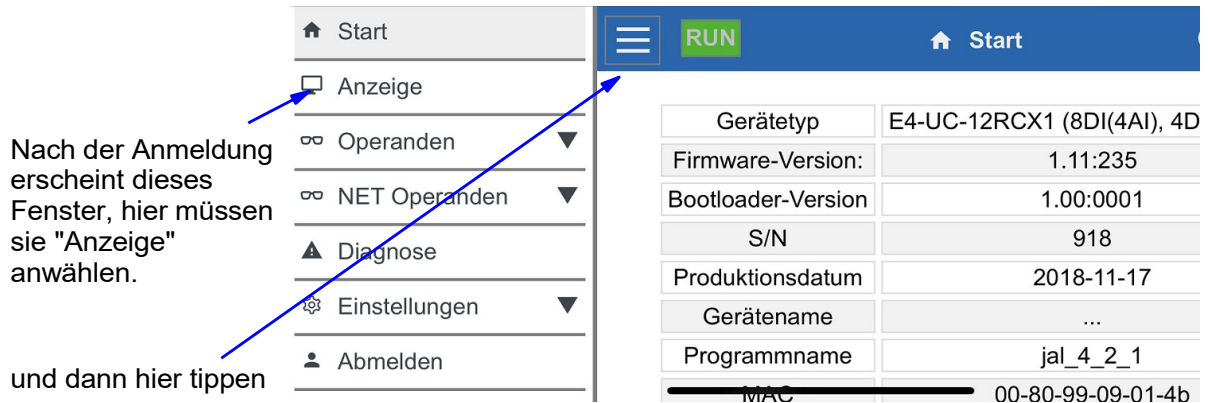 Nach der Anmeldung
erscheint dieses
Fenster, hier müssen
sie "Anzeige"
anwählen.
und dann hier tippen
Start
Anzeige
Operanden
NET Operanden
Diagnose
Einstellungen
Abmelden
RUN
Start
Gerätetyp E4-UC-12RCX1 (8DI(4AI), 4D
Firmware-Version: 1.11:235
Bootloader-Version 1.00:0001
S/N 918
Produktionsdatum 2018-11-17
Gerätename ...
Programmname jal_4_2_1
MAC 00-80-99-09-01-4b